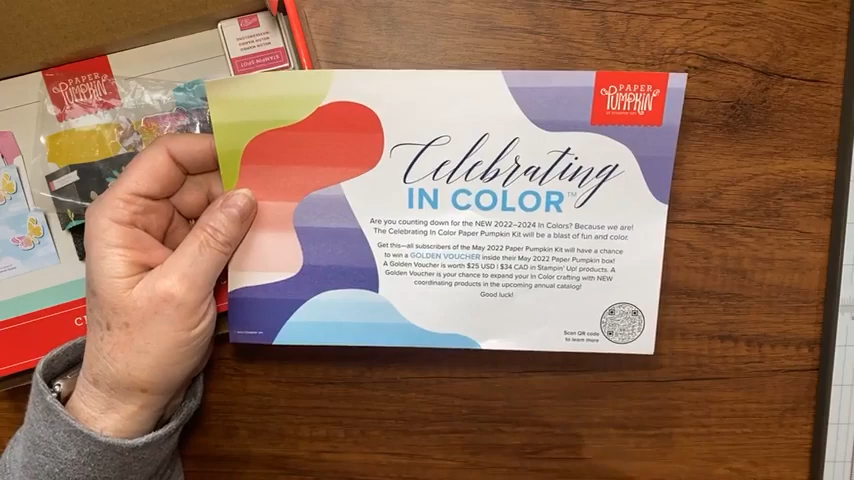 PAPER
PUMPKIN
STAMPIN' SPOT
PAPER
PUMPKIN
BY STAMPIN' UP!
Celebrating
IN COLOR™
Are you counting down for the NEW 2022–2024 In Colors? Because we are!
The Celebrating In Color Paper Pumpkin Kit will be a blast of fun and color.
Get this—all subscribers of the May 2022 Paper Pumpkin Kit will have a chance
to win a GOLDEN VOUCHER inside their May 2022 Paper Pumpkin box!
A Golden Voucher is worth $25 USD | $34 CAD in Stampin' Up! products. A
Golden Voucher is your chance to expand your In Color crafting with NEW
coordinating products in the upcoming annual catalog!
Good luck!
Scan QR code
to learn more